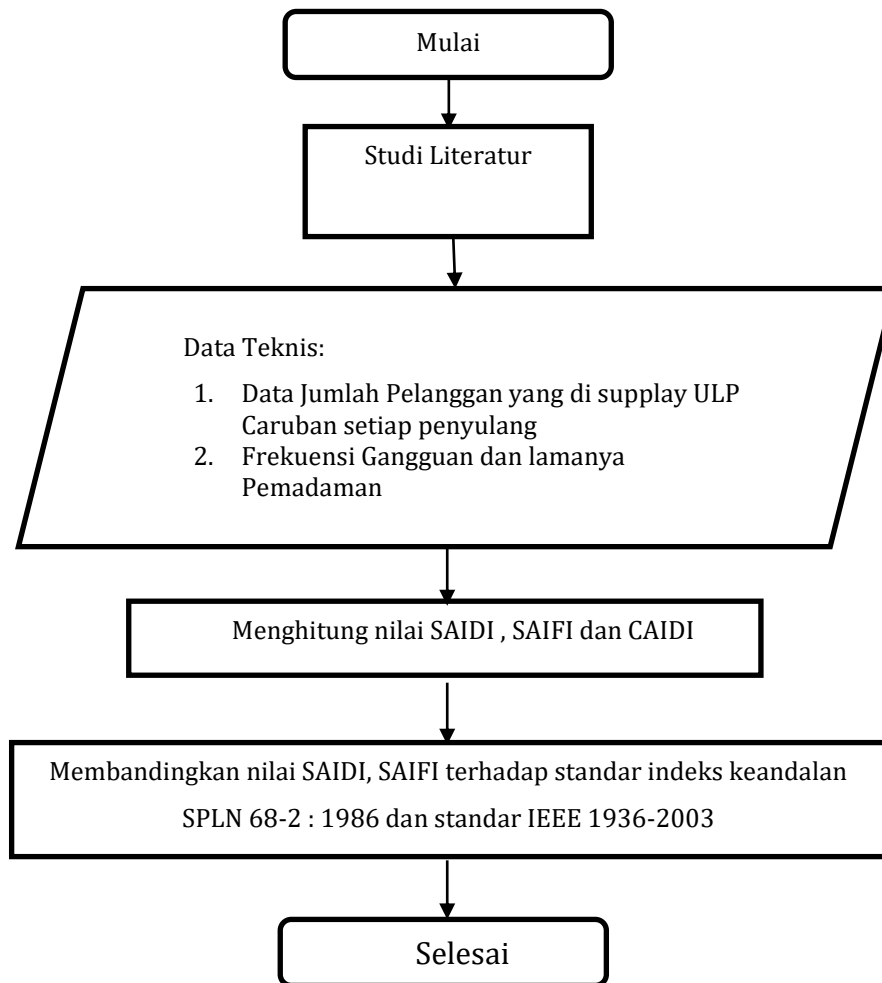 Mulai
Studi Literatur
Data Teknis:
1. Data Jumlah Pelanggan yang di supplay ULP
Caruban setiap penyulang
2. Frekuensi Gangguan dan lamanya
Pemadaman
Menghitung nilai SAIDI , SAIFI dan CAIDI
Membandingkan nilai SAIDI, SAIFI terhadap standar indeks keandalan
SPLN 68-2 : 1986 dan standar IEEE 1936-2003
Selesai